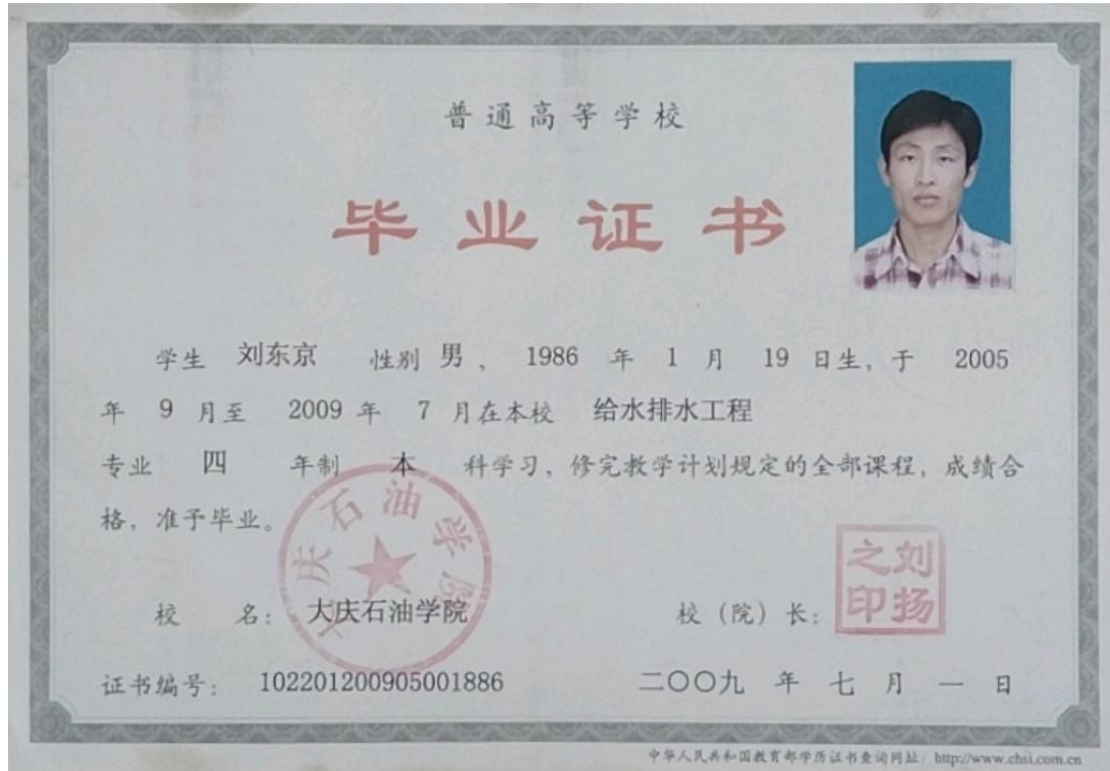 普通高等学校
毕业证书
学生 刘东京 性别 男 、 1986 年 1 月 19 日生，于 2005
年 9 月至 2009 年 7 月在本校 给水排水工程
专业 四 年制 本 科学习，修完教学计划规定的全部课程，成绩合
格，准予毕业。
大庆石油学院
校 名： 大庆石油学院
校（院）长： 刘扬之印
证书编号： 102201200905001886
二〇〇九 年 七 月 一 日
中华人民共和国教育部学历证书查询网址：http://www.chsi.com.cn